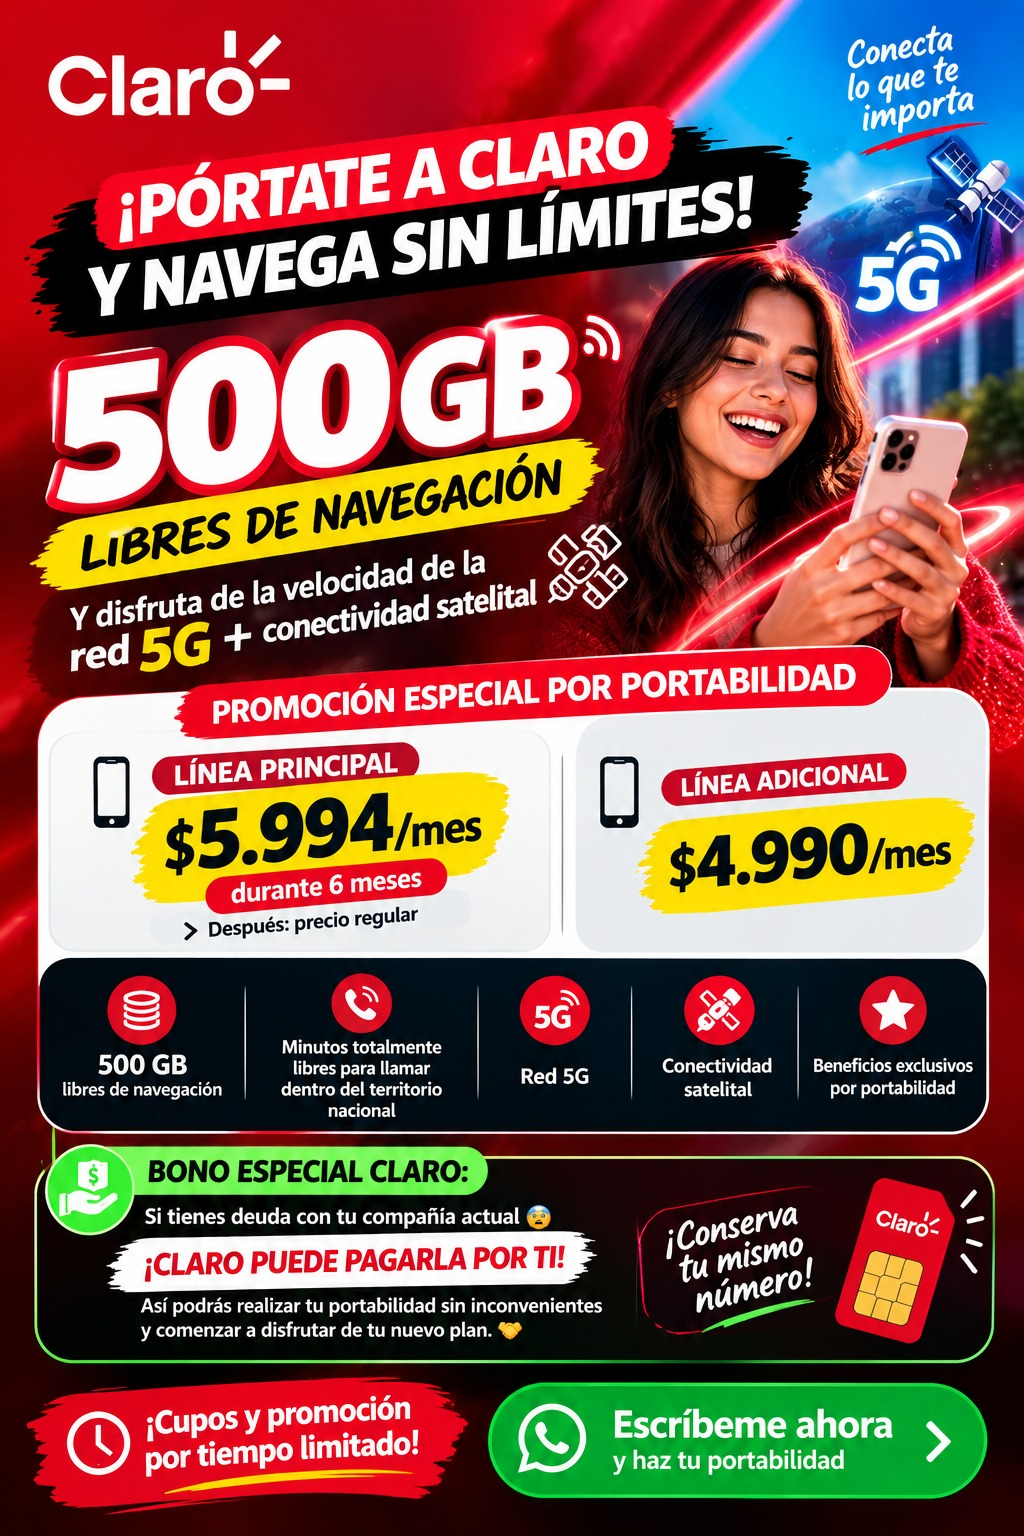 Claro
Conecta
lo que te
importa
¡PÓRTATE A CLARO
Y NAVEGA SIN LÍMITES!
5G
500GB
LIBRES DE NAVEGACIÓN
Y disfruta de la velocidad de la
red 5G + conectividad satelital
PROMOCIÓN ESPECIAL POR PORTABILIDAD
LÍNEA PRINCIPAL
$5.994/mes
durante 6 meses
Después: precio regular
LÍNEA ADICIONAL
$4.990/mes
500 GB
libres de navegación
Minutos totalmente
libres para llamar
dentro del territorio
nacional
5G
Red 5G
Conectividad
satelital
Beneficios exclusivos
por portabilidad
$
BONO ESPECIAL CLARO:
Si tienes deuda con tu compañía actual 😨
¡CLARO PUEDE PAGARLA POR TI!
Así podrás realizar tu portabilidad sin inconvenientes
y comenzar a disfrutar de tu nuevo plan. 🤝
¡Conserva
tu mismo
número!
Claro
¡Cupos y promoción
por tiempo limitado!
Escríbeme ahora
y haz tu portabilidad